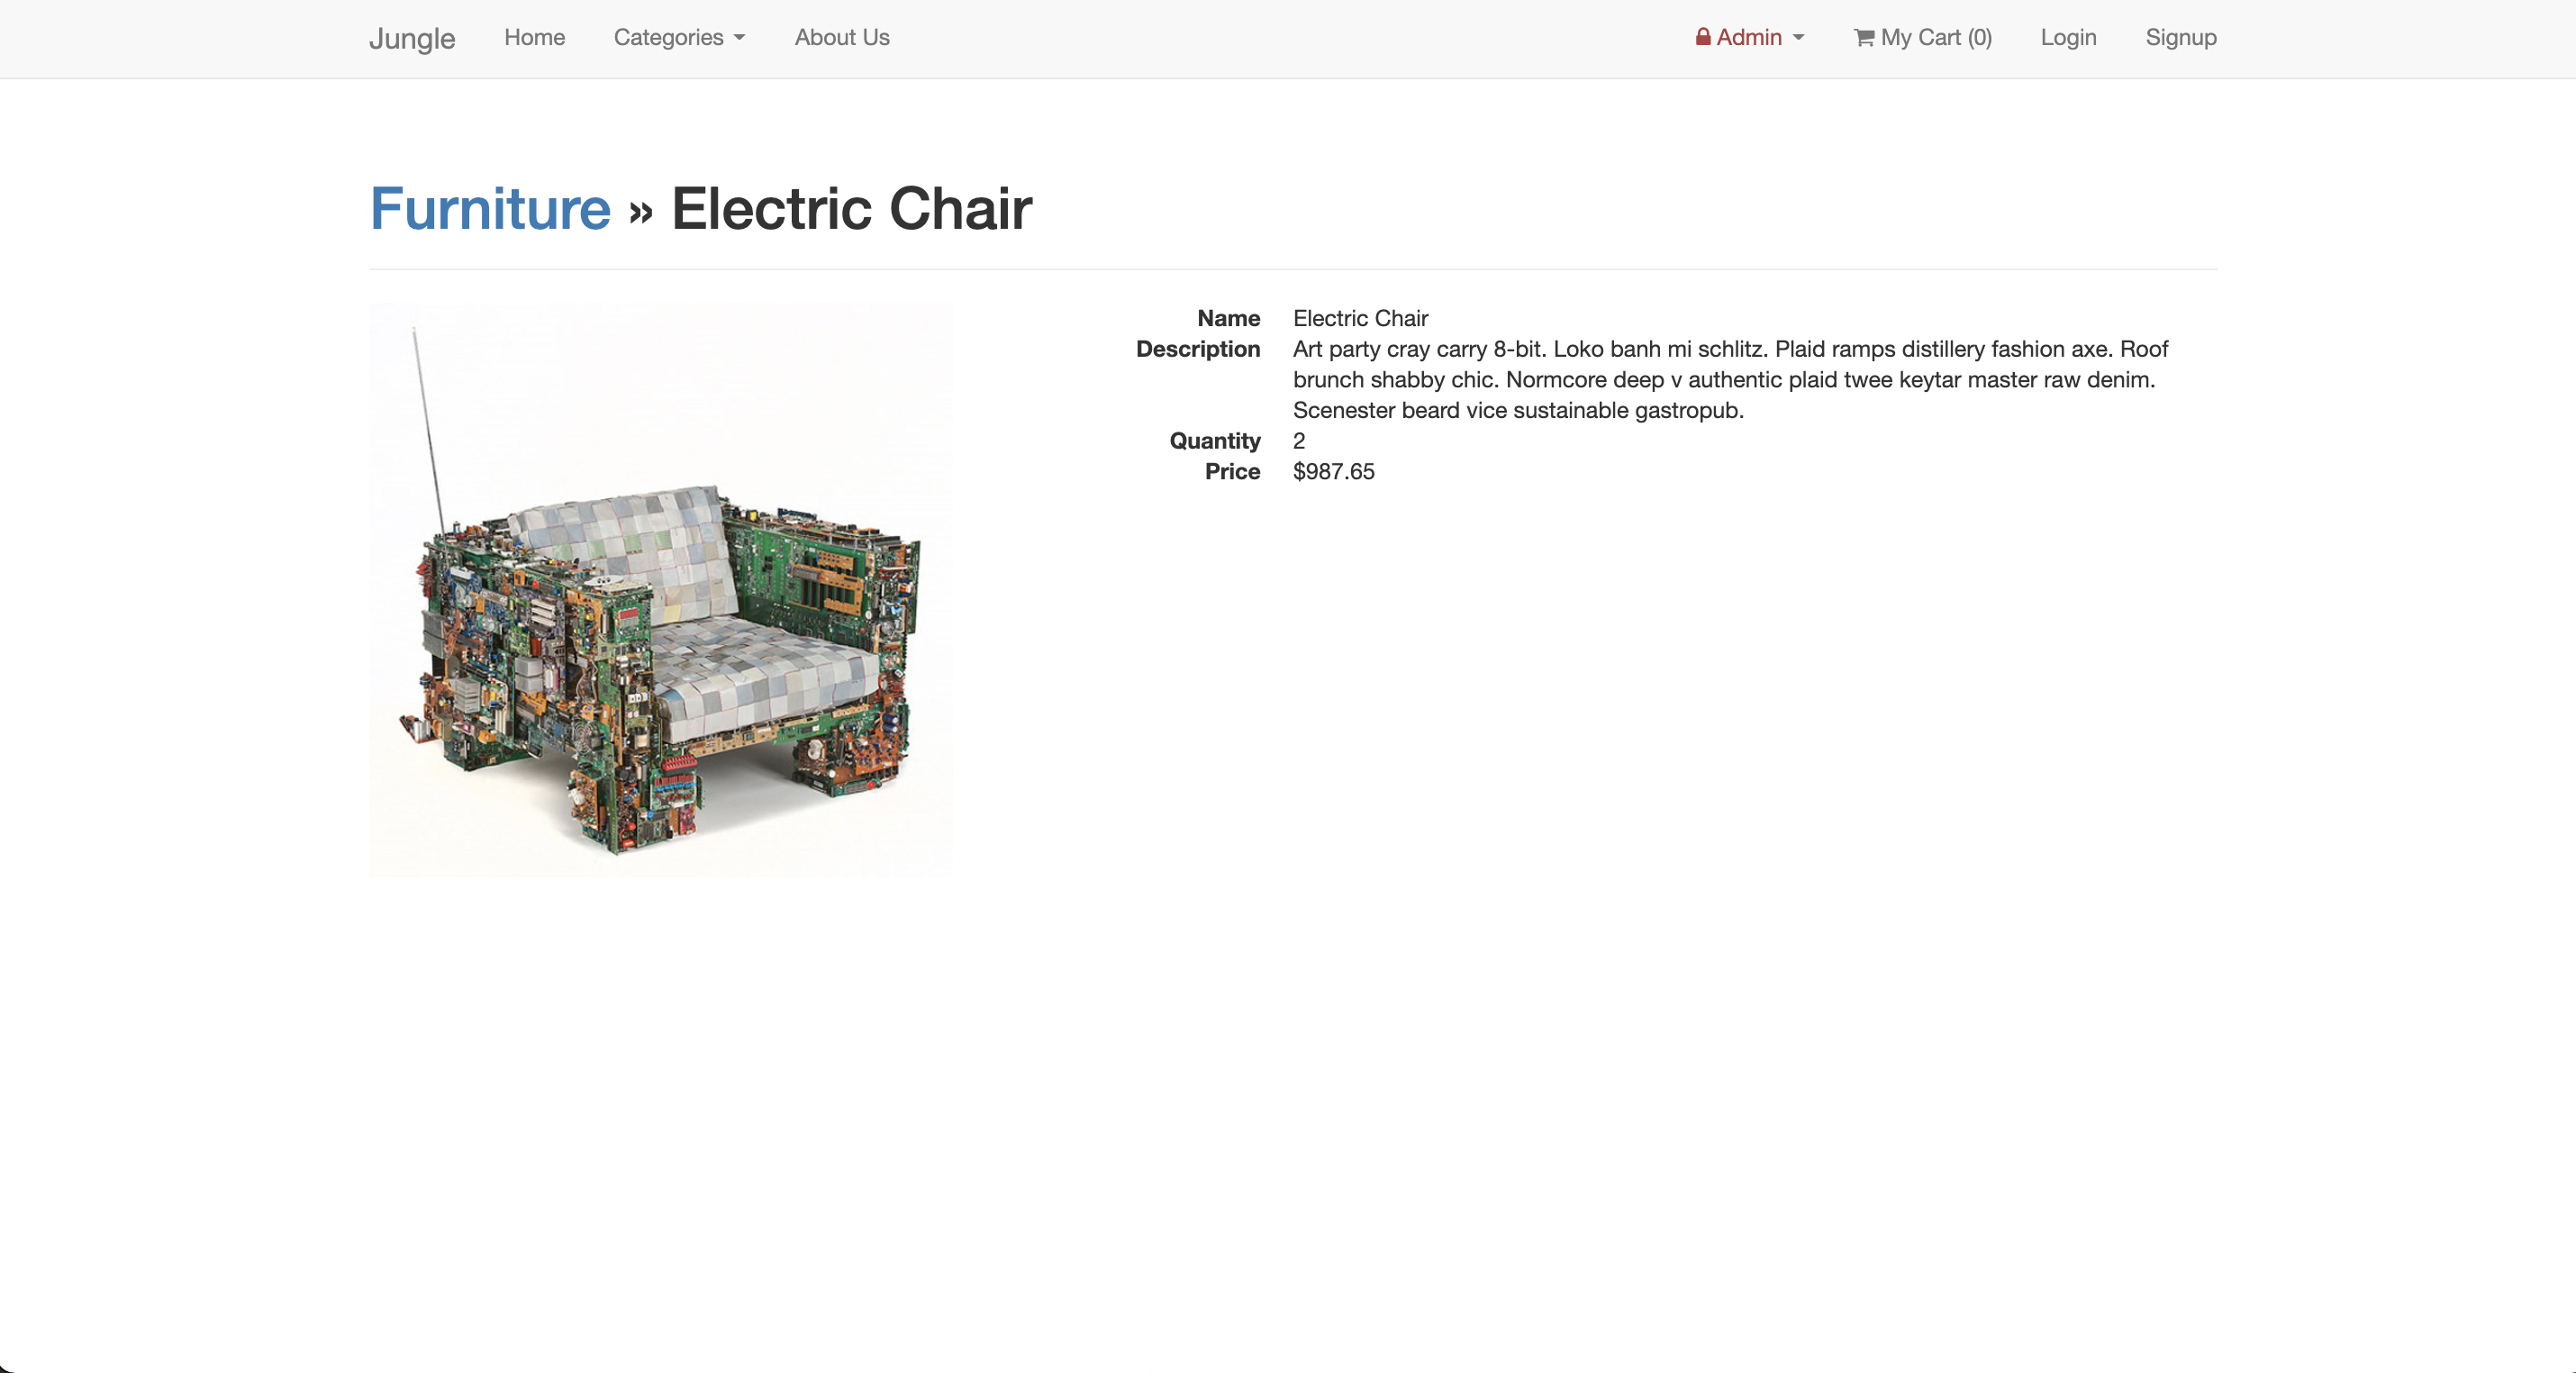 Jungle Home Categories About Us Admin My Cart (0) Login Signup
Furniture » Electric Chair
Name Electric Chair
Description Art party cray carry 8-bit. Loko banh mi schlitz. Plaid ramps distillery fashion axe. Roof
brunch shabby chic. Normcore deep v authentic plaid twee keytar master raw denim.
Scenester beard vice sustainable gastropub.
Quantity 2
Price $987.65